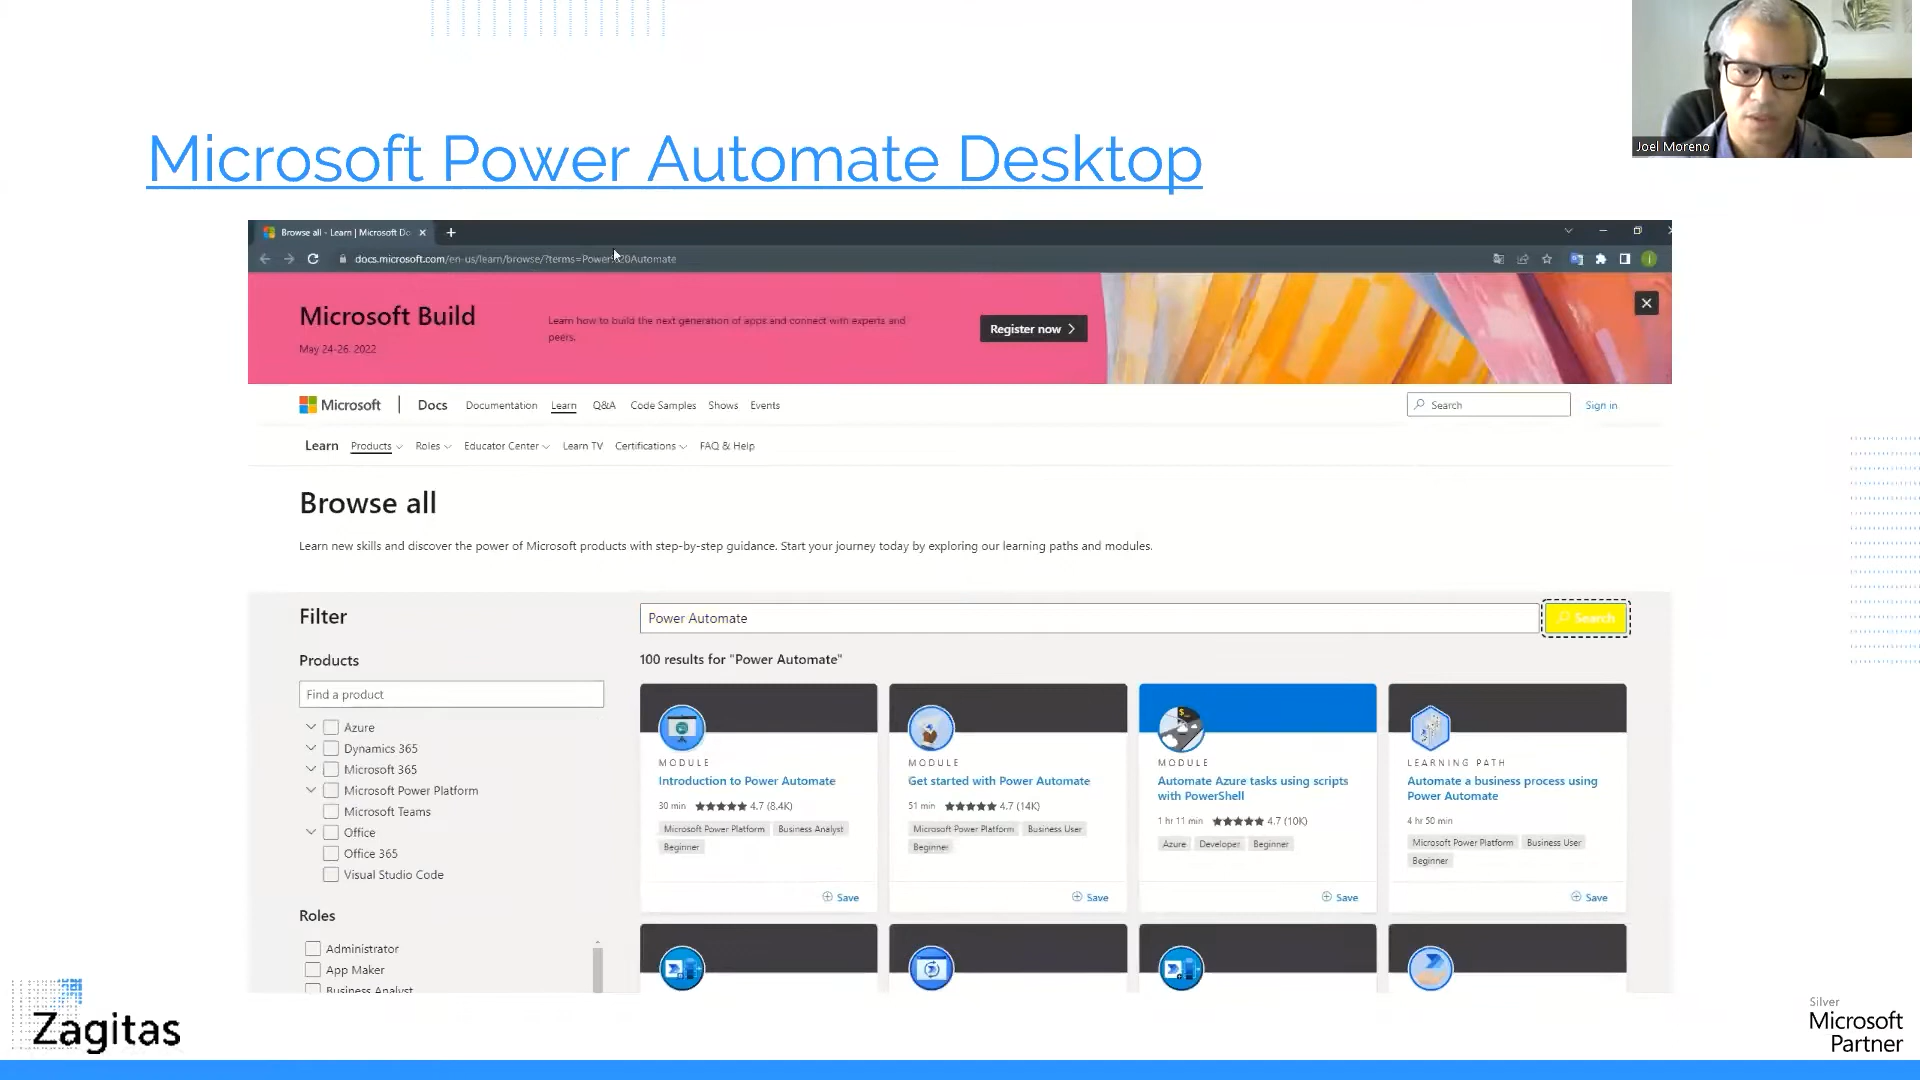 Joel Moreno
Microsoft Power Automate Desktop
Browse all - Learn | Microsoft Do
docs.microsoft.com/en-us/learn/browse/?terms=Power%20Automate
Microsoft Build
May 24-26, 2022
Learn how to build the next generation of apps and connect with experts and
peers.
Register now
Microsoft | Docs Documentation Learn Q&A Code Samples Shows Events
Search
Sign in
Learn Products Roles Educator Center Learn TV Certifications FAQ & Help
Browse all
Learn new skills and discover the power of Microsoft products with step-by-step guidance. Start your journey today by exploring our learning paths and modules.
Filter
Products
Find a product
Azure
Dynamics 365
Microsoft 365
Microsoft Power Platform
Microsoft Teams
Office
Office 365
Visual Studio Code
Roles
Administrator
App Maker
Business Analyst
Power Automate
Search
100 results for "Power Automate"
MODULE
Introduction to Power Automate
30 min ★★★★★ 4.7 (8.4K)
Microsoft Power Platform Business Analyst
Beginner
Save
MODULE
Get started with Power Automate
51 min ★★★★★ 4.7 (14K)
Microsoft Power Platform Business User
Beginner
Save
MODULE
Automate Azure tasks using scripts
with PowerShell
1 hr 11 min ★★★★★ 4.7 (10K)
Azure Developer Beginner
Save
LEARNING PATH
Automate a business process using
Power Automate
4 hr 50 min
Microsoft Power Platform Business User
Beginner
Save
Zagitas
Silver
Microsoft
Partner